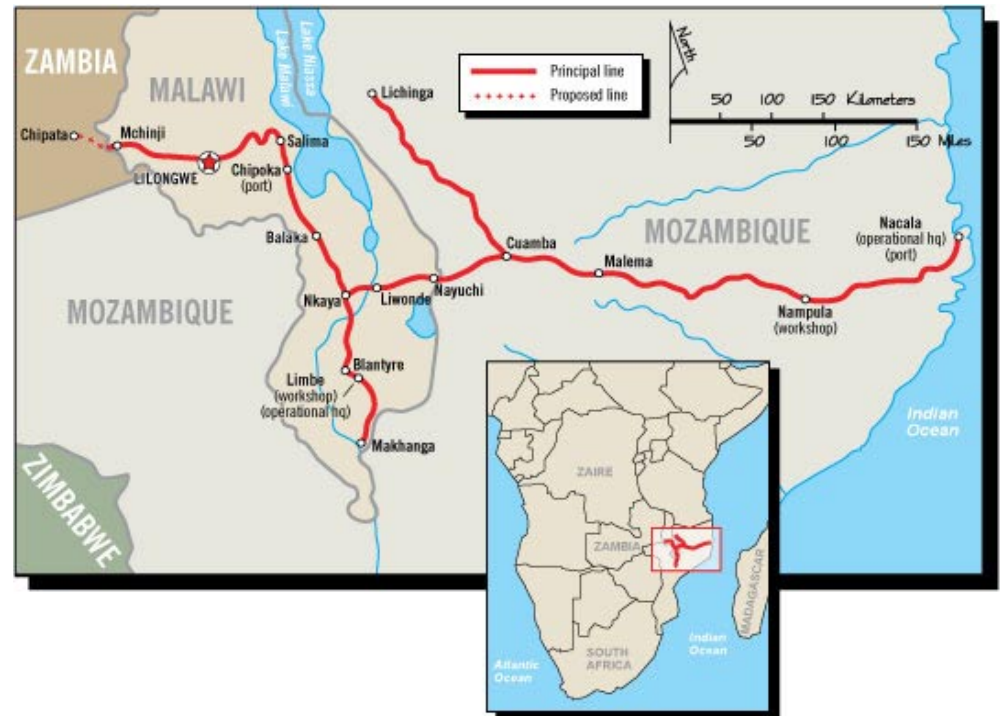 ZAMBIA
MALAWI
Lake Malawi
Lake Niassa
Lichinga
Principal line
Proposed line
North
50 100 150 Kilometers
50 100 150 Miles
Chipata
Mchinji
LILONGWE
Salima
Chipoka
(port)
Balaka
MOZAMBIQUE
Nkaya
Liwonde
Nayuchi
Cuamba
Malema
MOZAMBIQUE
Nacala
(operational hq)
(port)
Nampula
(workshop)
Blantyre
Limbe
(workshop)
(operational hq)
Makhanga
Indian
Ocean
ZIMBABWE
ZAIRE
ZAMBIA
MADAGASCAR
SOUTH
AFRICA
Indian
Ocean
Atlantic
Ocean